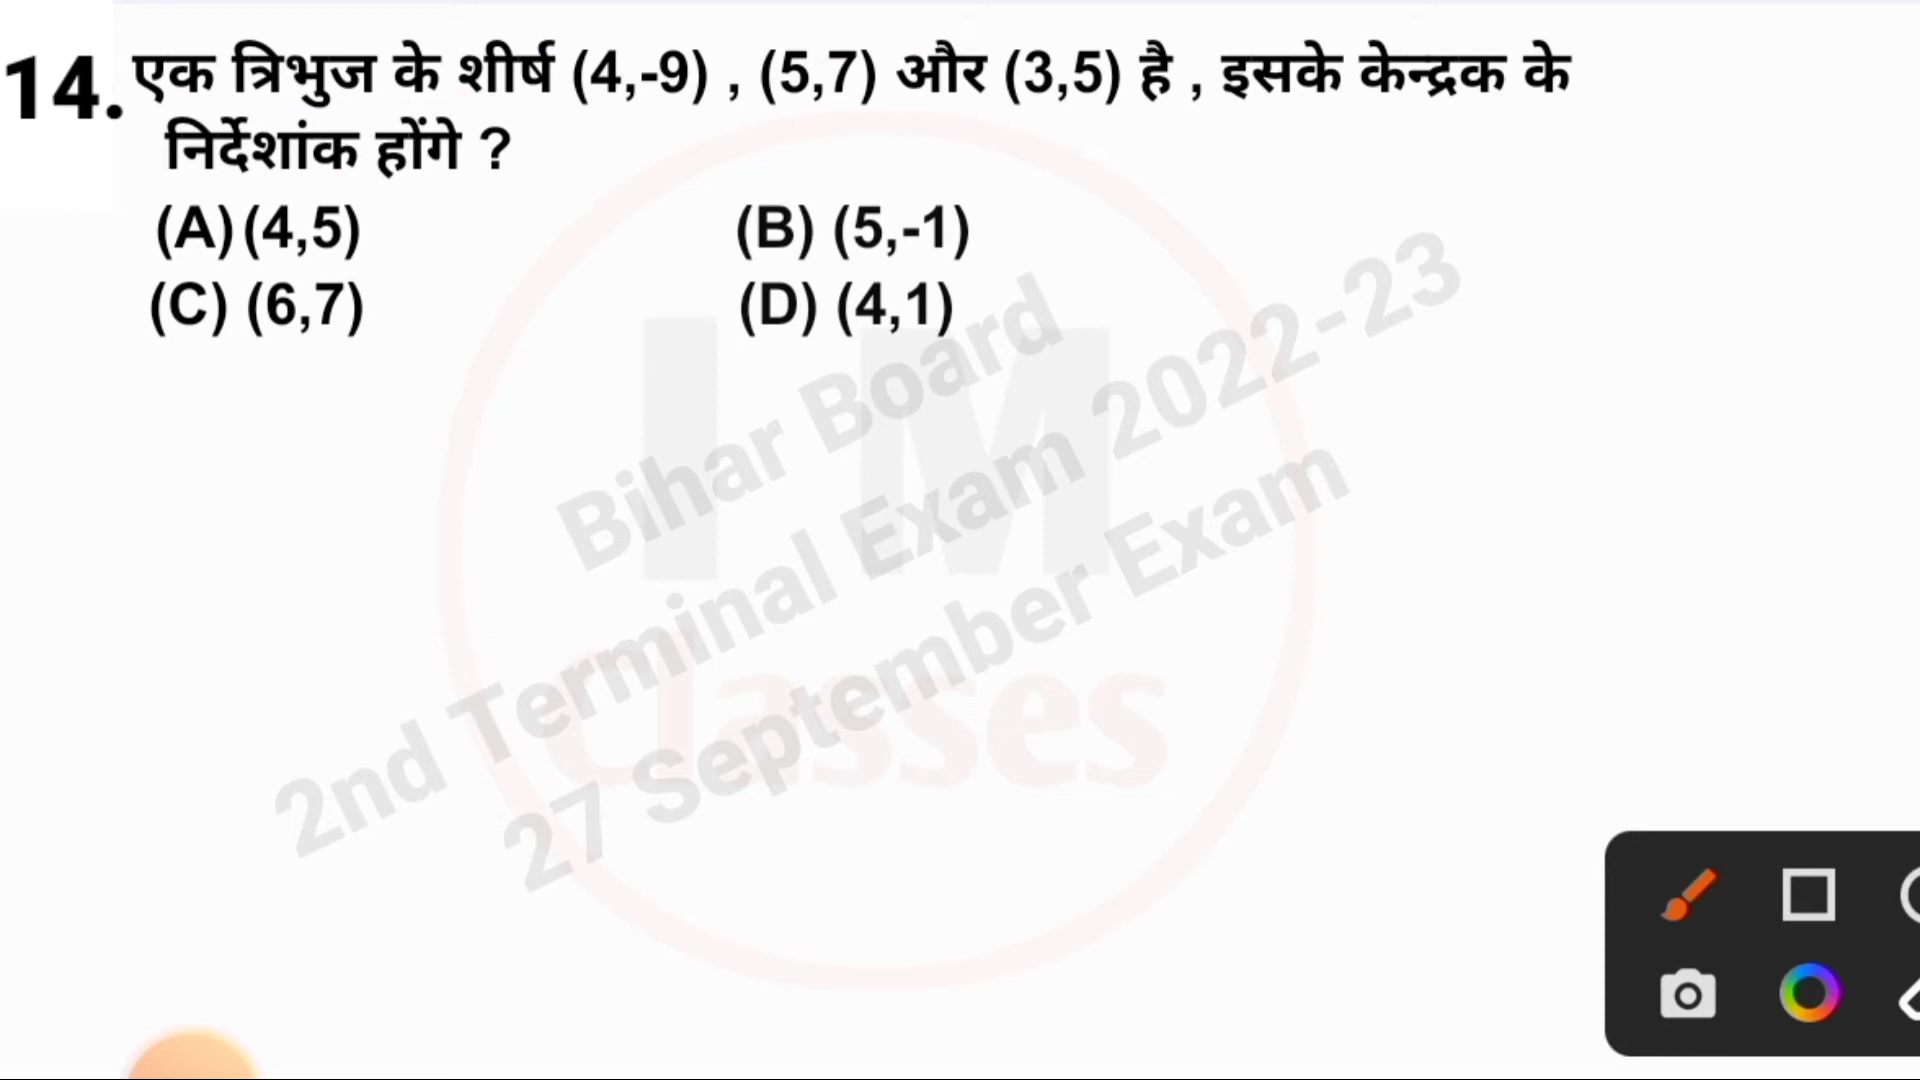 14. एक त्रिभुज के शीर्ष (4,-9) , (5,7) और (3,5) है , इसके केन्द्रक के
निर्देशांक होंगे ?
(A) (4,5) (B) (5,-1)
(C) (6,7) (D) (4,1)
I M
Classes
Bihar Board
2nd Terminal Exam 2022-23
27 September Exam